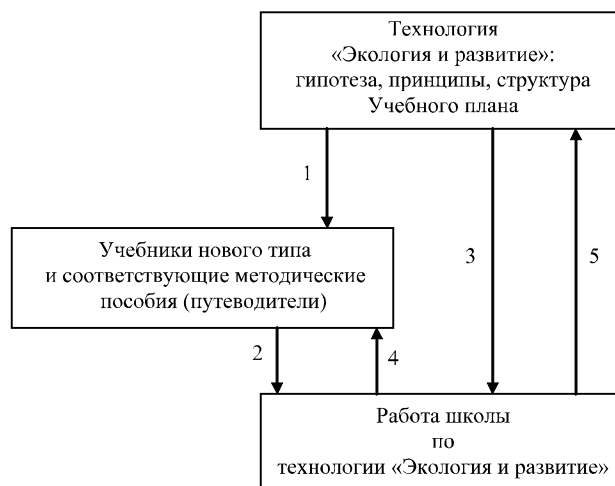 Технология
«Экология и развитие»:
гипотеза, принципы, структура
Учебного плана
1
Учебники нового типа
и соответствующие методические
пособия (путеводители)
3
5
2
4
Работа школы
по
технологии «Экология и развитие»